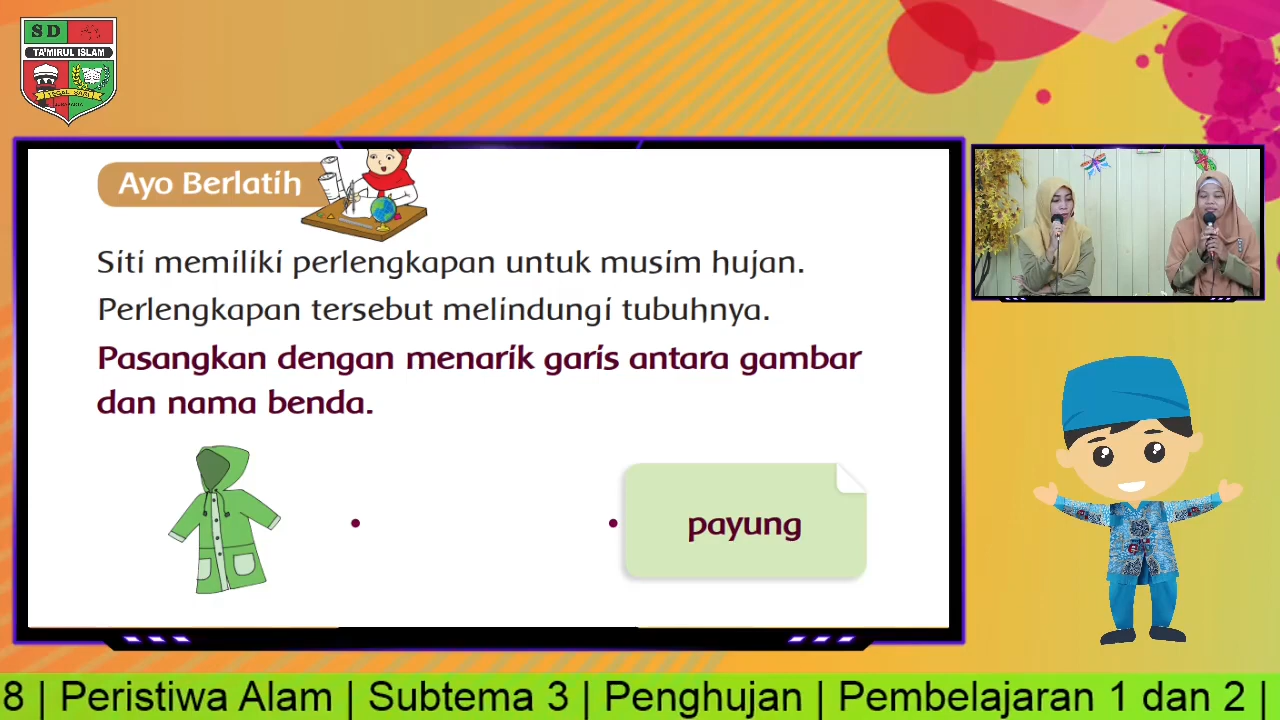 SD
TA'MIRUL ISLAM
Ayo Berlatih
Siti memiliki perlengkapan untuk musim hujan.
Perlengkapan tersebut melindungi tubuhnya.
Pasangkan dengan menarik garis antara gambar
dan nama benda.
payung
8 | Peristiwa Alam | Subtema 3 | Penghujan | Pembelajaran 1 dan 2 |